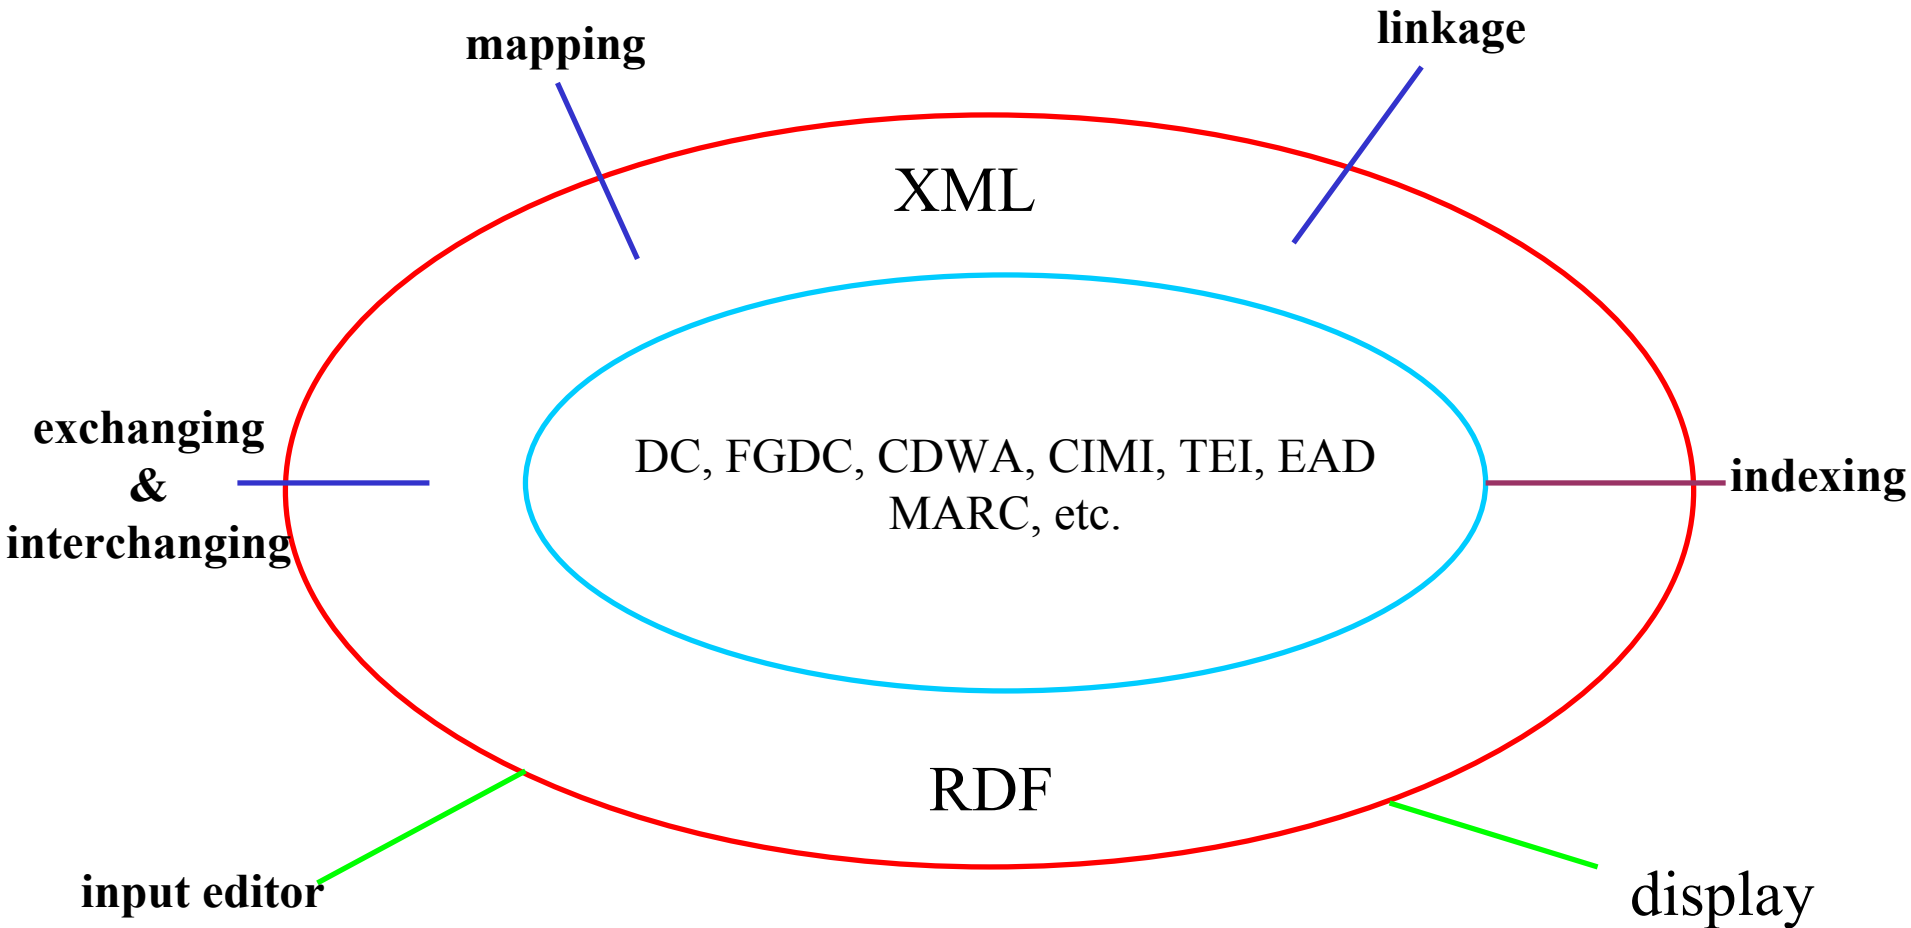 mapping
linkage
XML
exchanging
&
interchanging
DC, FGDC, CDWA, CIMI, TEI, EAD
MARC, etc.
indexing
RDF
input editor
display